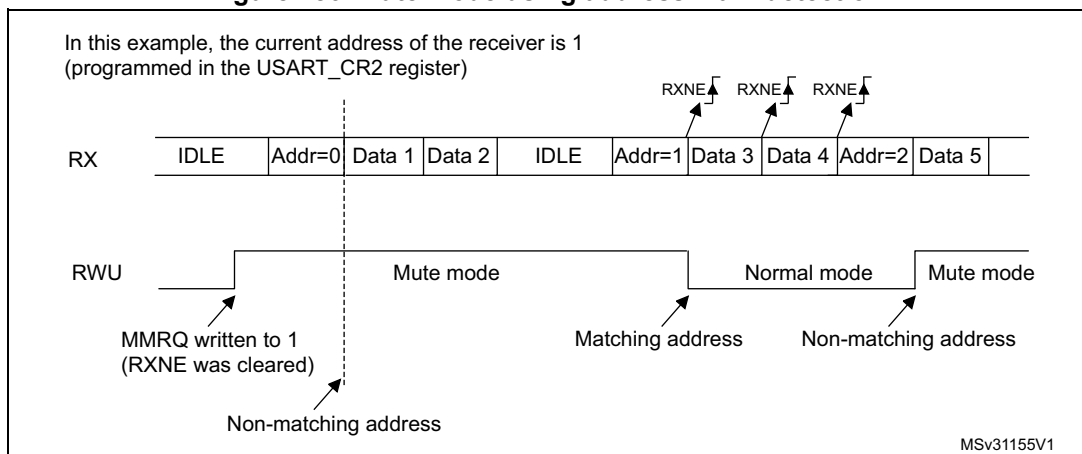 In this example, the current address of the receiver is 1
(programmed in the USART_CR2 register)
RXNE RXNE RXNE
RX IDLE Addr=0 Data 1 Data 2 IDLE Addr=1 Data 3 Data 4 Addr=2 Data 5
RWU Mute mode Normal mode Mute mode
MMRQ written to 1 Matching address Non-matching address
(RXNE was cleared)
Non-matching address
MSv31155V1